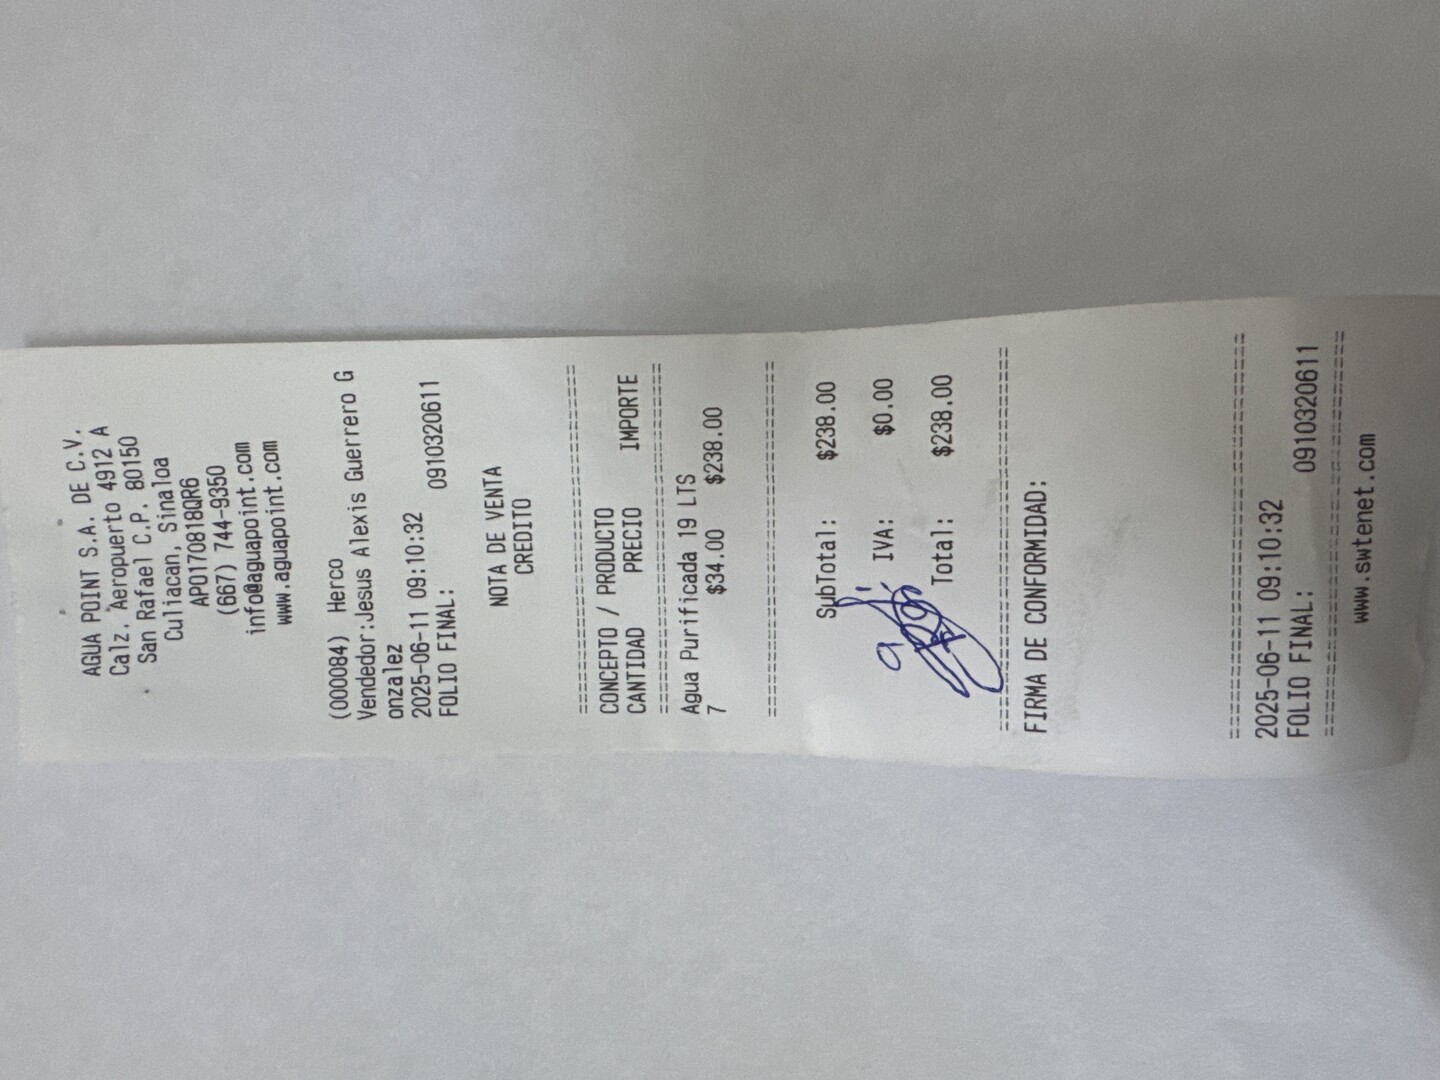 AGUA POINT S.A. DE C.V.
Calz. Aeropuerto 4912 A
San Rafael C.P. 80150
Culiacan, Sinaloa
APO170818QR6
(667) 744-9350
info@aguapoint.com
www.aguapoint.com
(000084) Herco
Vendedor:Jesus Alexis Guerrero G
onzalez
2025-06-11 09:10:32
FOLIO FINAL: 0910320611
NOTA DE VENTA
CREDITO
================================
CONCEPTO / PRODUCTO
CANTIDAD PRECIO IMPORTE
================================
Agua Purificada 19 LTS
7 $34.00 $238.00
================================
SubTotal: $238.00
IVA: $0.00
Total: $238.00
================================
FIRMA DE CONFORMIDAD:
================================
2025-06-11 09:10:32
FOLIO FINAL: 0910320611
================================
www.swtenet.com